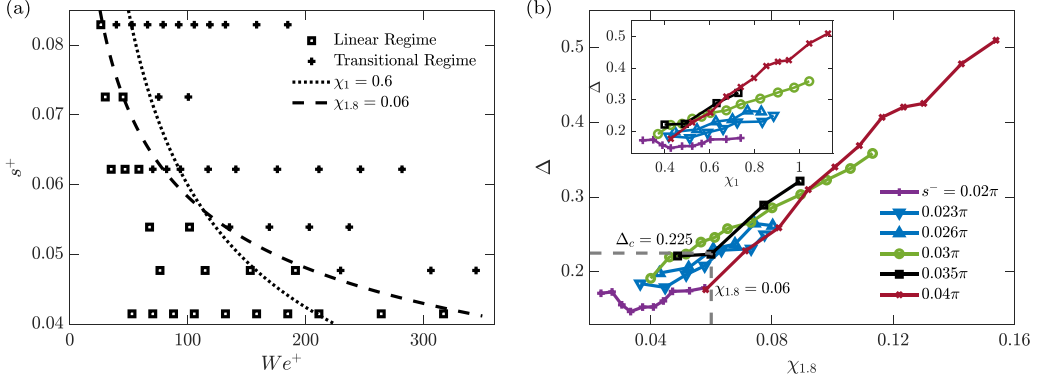 (a)
0.08
0.07
0.06
0.05
0.04
s⁺
0
100
200
300
We⁺
Linear Regime
Transitional Regime
χ₁ = 0.6
χ₁.₈ = 0.06
(b)
0.5
0.4
0.3
0.2
Δ
0.04
0.08
0.12
0.16
χ₁.₈
Δc = 0.225
χ₁.₈ = 0.06
0.5
0.4
0.3
0.2
Δ
0.4
0.6
0.8
1
χ₁
s⁻ = 0.02π
0.023π
0.026π
0.03π
0.035π
0.04π